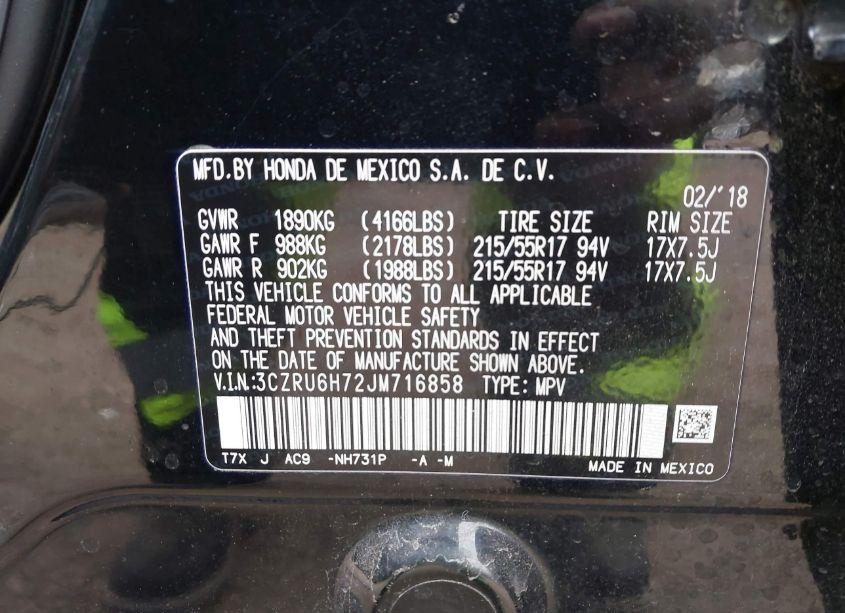 MFD.BY HONDA DE MEXICO S.A. DE C.V.
02/'18
GVWR 1890KG (4166LBS) TIRE SIZE RIM SIZE
GAWR F 988KG (2178LBS) 215/55R17 94V 17X7.5J
GAWR R 902KG (1988LBS) 215/55R17 94V 17X7.5J
THIS VEHICLE CONFORMS TO ALL APPLICABLE
FEDERAL MOTOR VEHICLE SAFETY
AND THEFT PREVENTION STANDARDS IN EFFECT
ON THE DATE OF MANUFACTURE SHOWN ABOVE.
V.I.N.:3CZRU6H72JM716858 TYPE: MPV
T7X J AC9 -NH731P -A -M
MADE IN MEXICO